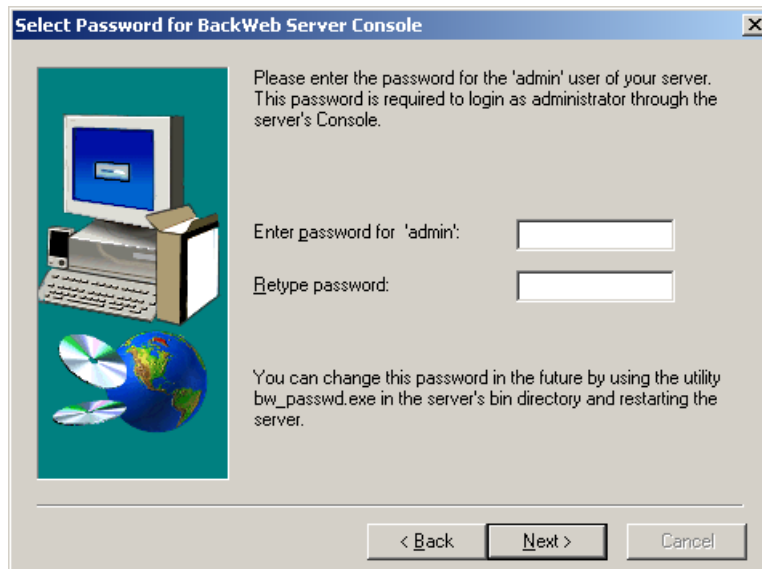 Select Password for BackWeb Server Console
Please enter the password for the 'admin' user of your server.
This password is required to login as administrator through the
server's Console.
Enter password for 'admin':
Retype password:
You can change this password in the future by using the utility
bw_passwd.exe in the server's bin directory and restarting the
server.
< Back Next > Cancel